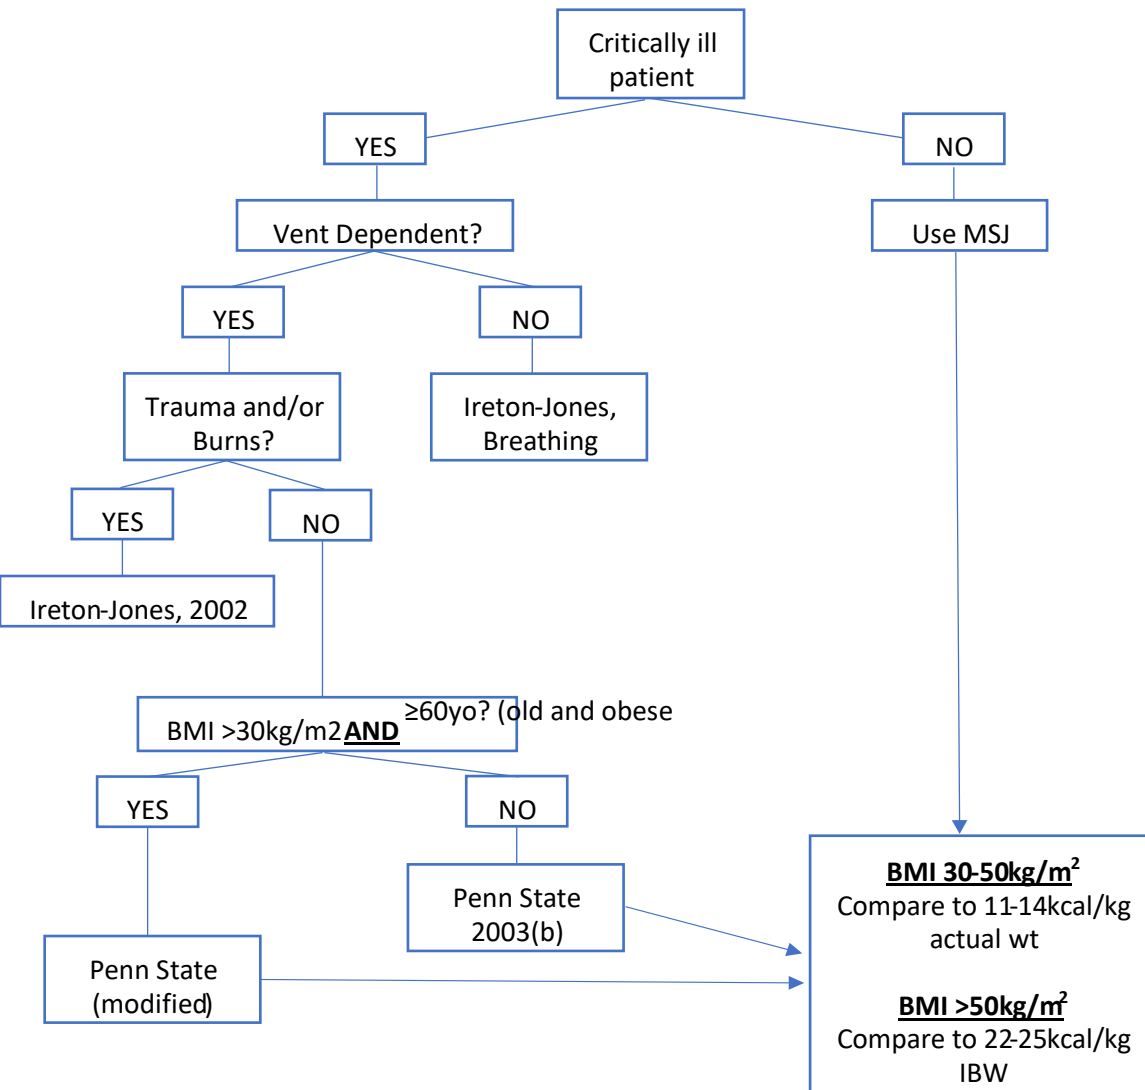 Critically ill
patient
YES
NO
Vent Dependent?
Use MSJ
YES
NO
Trauma and/or
Burns?
Ireton-Jones,
Breathing
YES
NO
Ireton-Jones, 2002
BMI >30kg/m2 AND ≥60yo? (old and obese
YES
NO
Penn State
2003(b)
Penn State
(modified)
BMI 30-50kg/m²
Compare to 11-14kcal/kg
actual wt
BMI >50kg/m²
Compare to 22-25kcal/kg
IBW